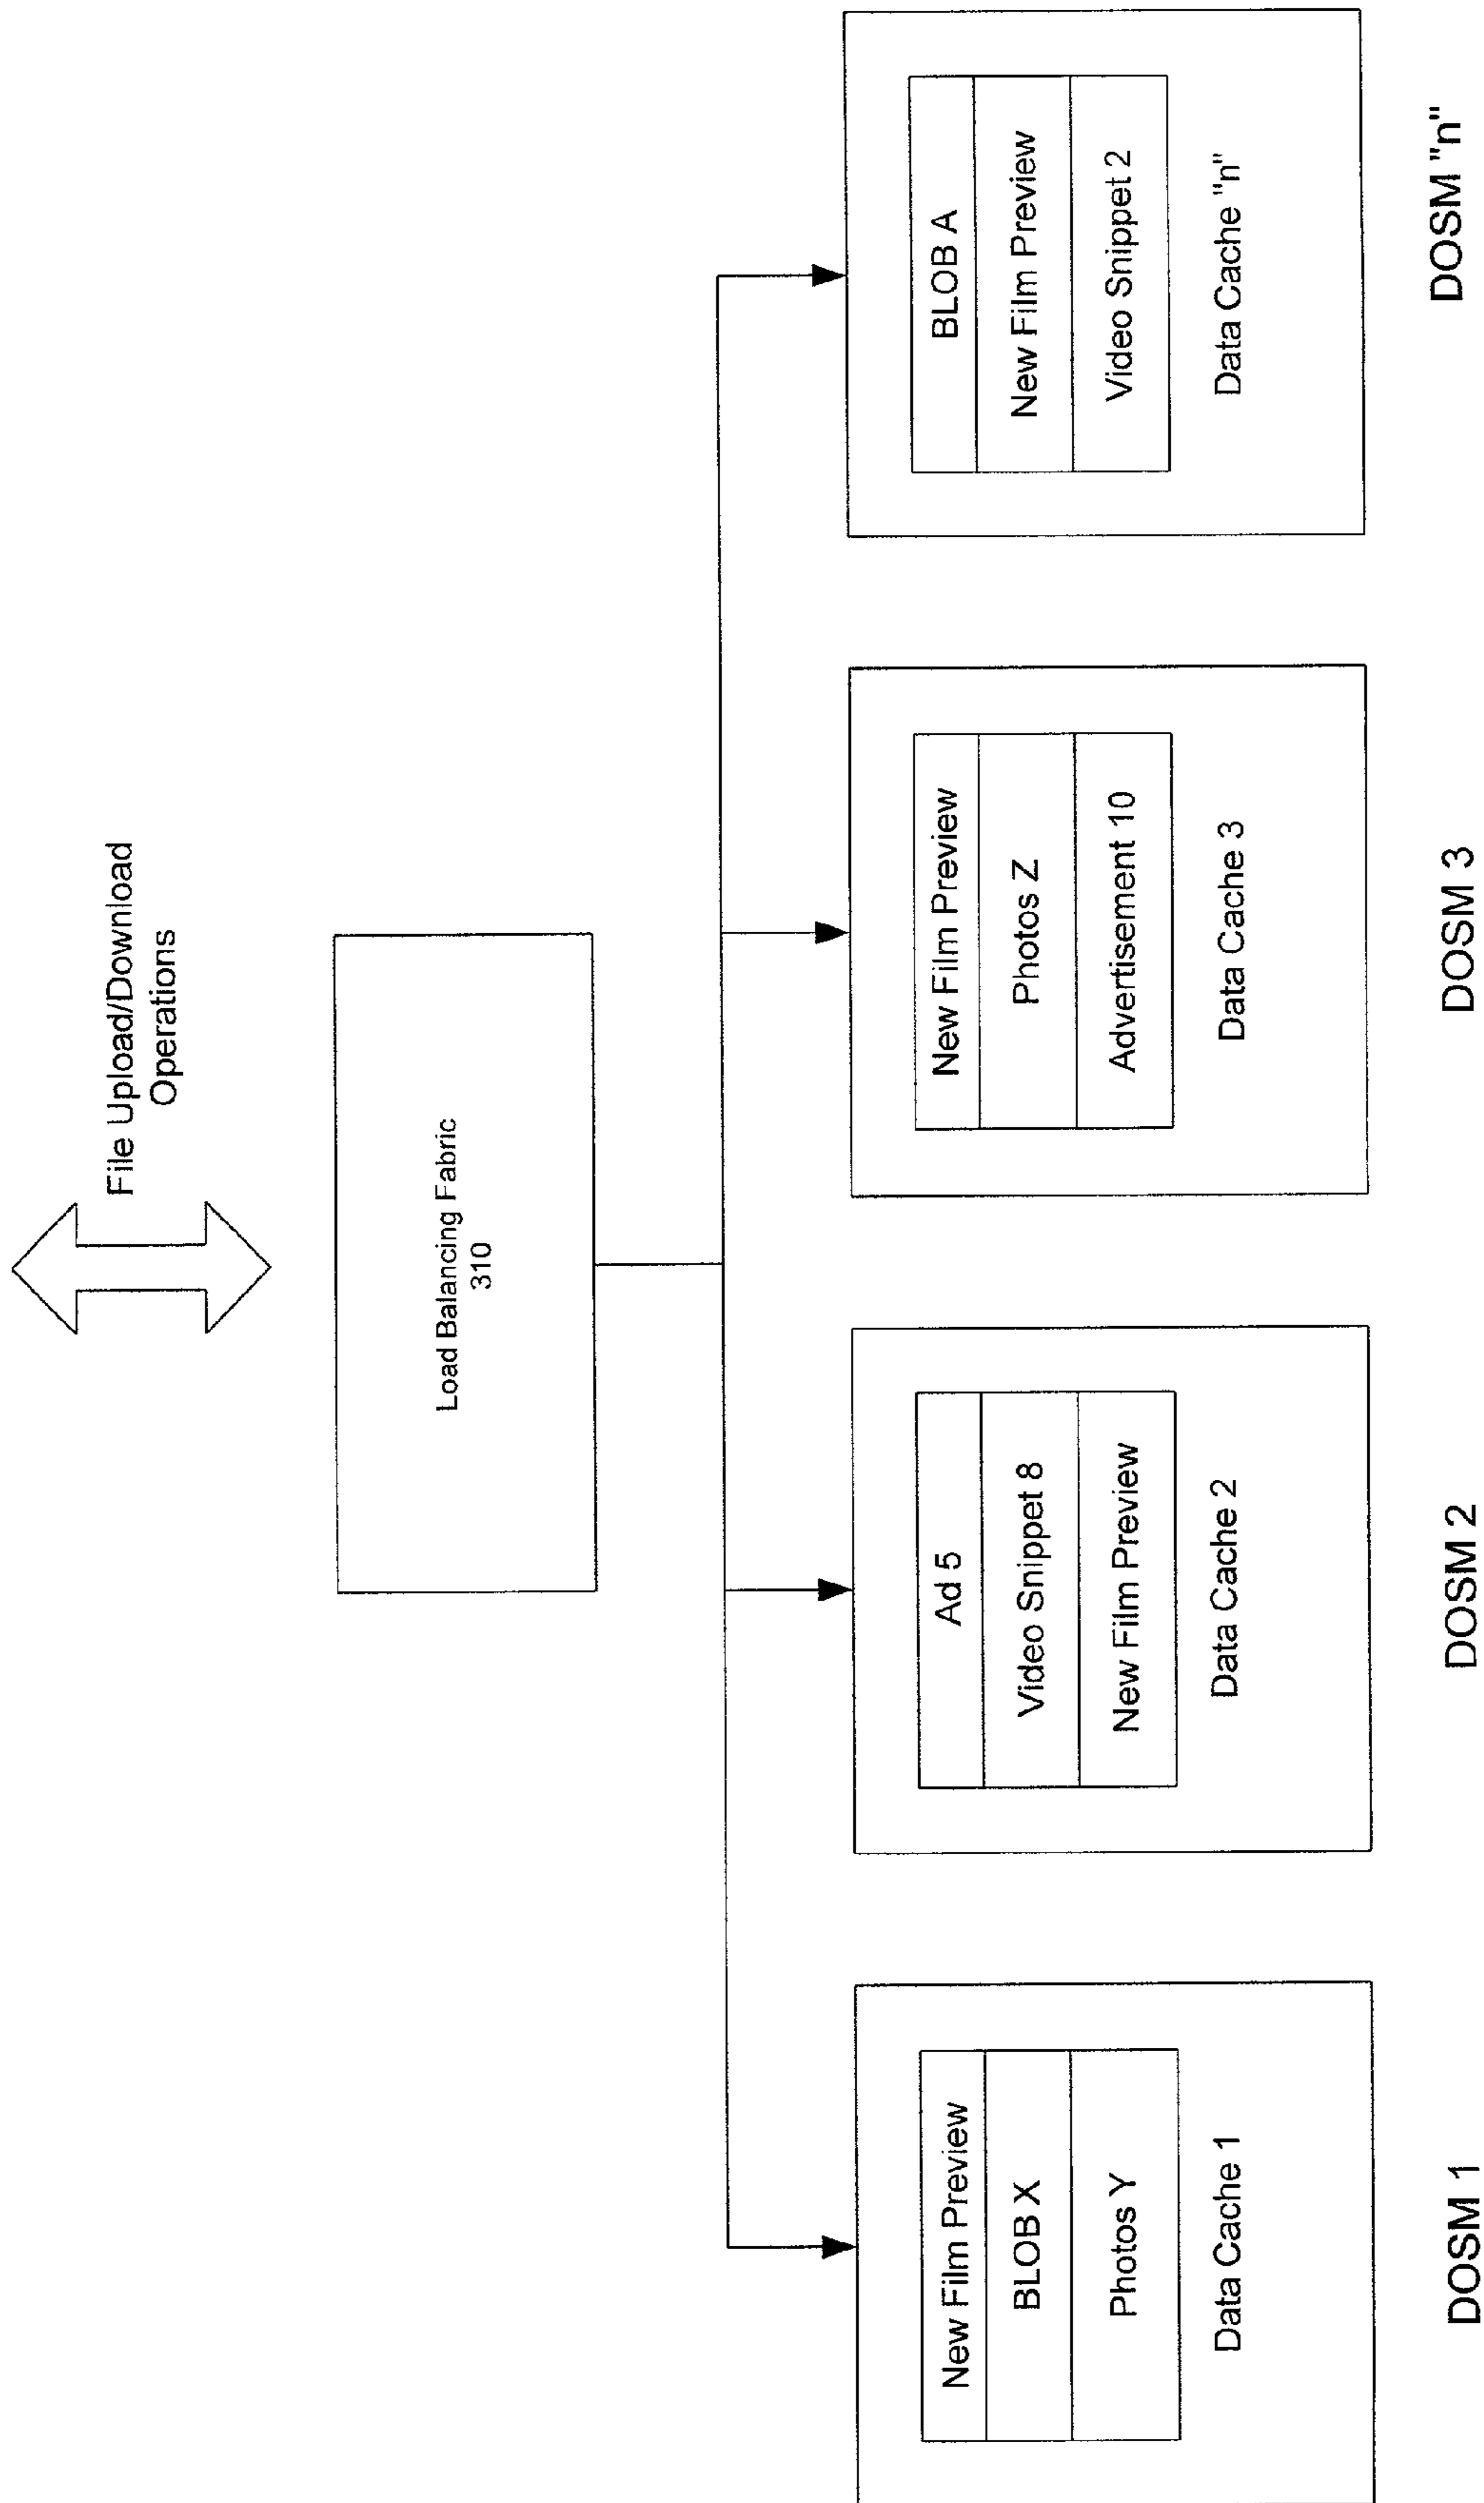 File Upload/Download
Operations
Load Balancing Fabric
310
New Film Preview
BLOB X
Photos Y
Data Cache 1
DOSM 1
Ad 5
Video Snippet 8
New Film Preview
Data Cache 2
DOSM 2
New Film Preview
Photos Z
Advertisement 10
Data Cache 3
DOSM 3
BLOB A
New Film Preview
Video Snippet 2
Data Cache "n"
DOSM "n"